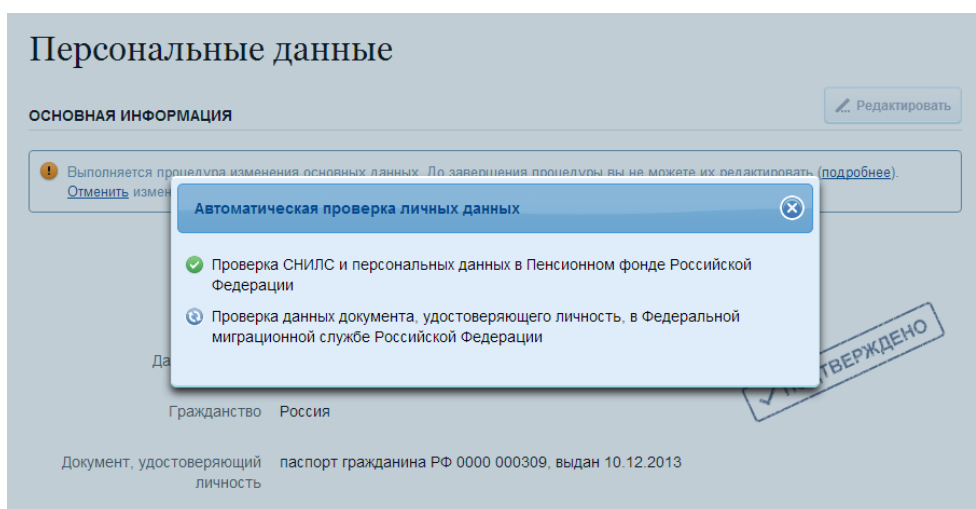 Персональные данные
ОСНОВНАЯ ИНФОРМАЦИЯ
Редактировать
Выполняется процедура изменения основных данных. До завершения процедуры вы не можете их редактировать (подробнее).
Отменить измен
Автоматическая проверка личных данных
Проверка СНИЛС и персональных данных в Пенсионном фонде Российской
Федерации
Проверка данных документа, удостоверяющего личность, в Федеральной
миграционной службе Российской Федерации
Да
ТВЕРЖДЕНО
Гражданство Россия
Документ, удостоверяющий паспорт гражданина РФ 0000 000309, выдан 10.12.2013
личность